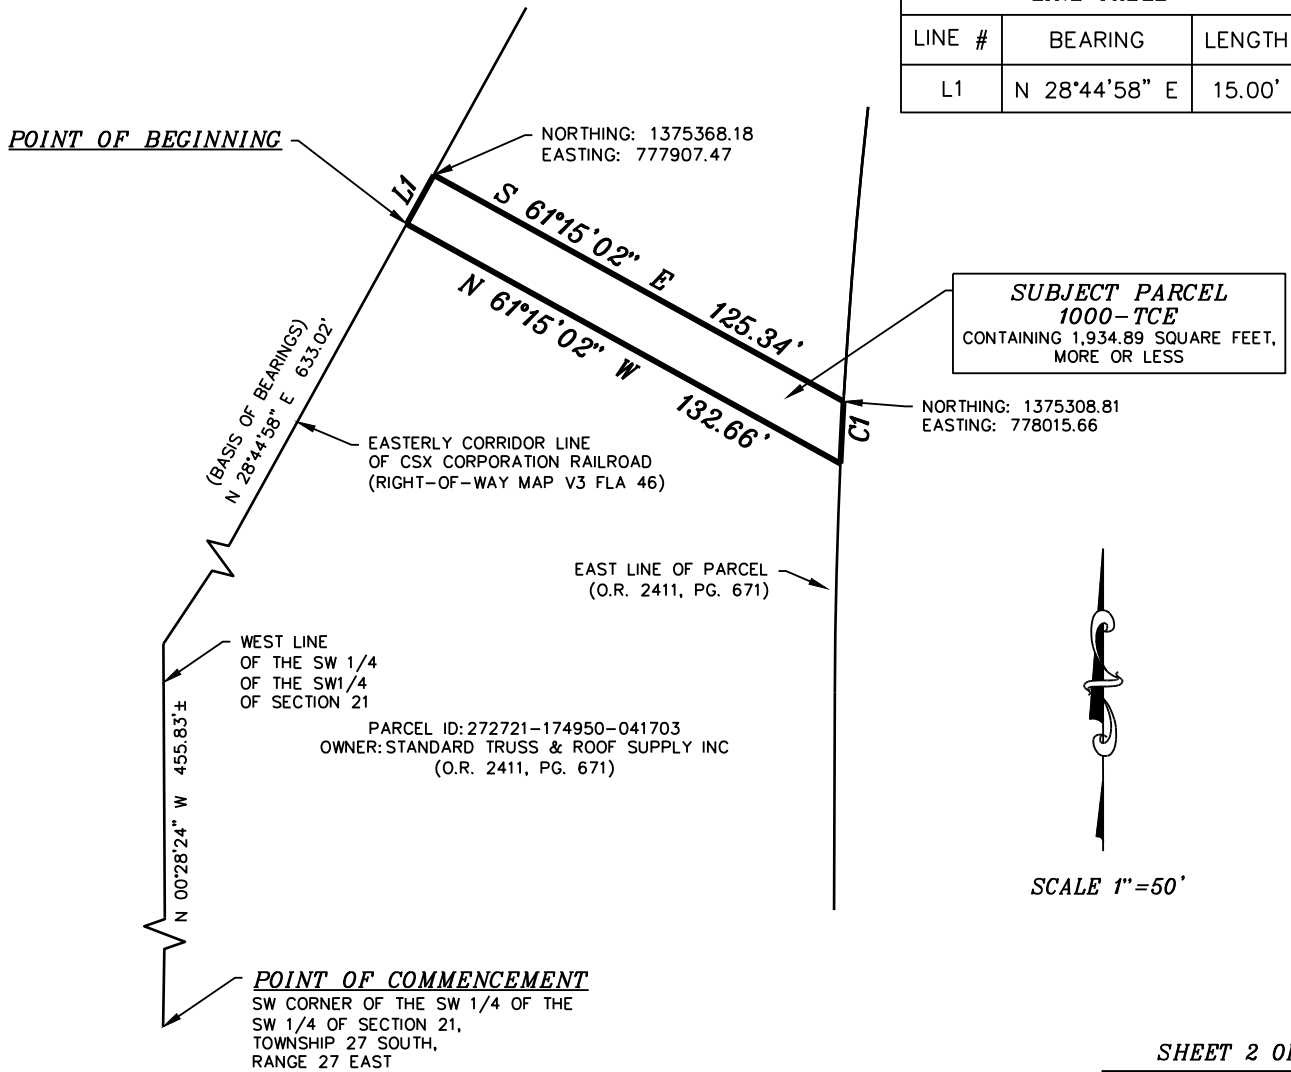 LINE # BEARING LENGTH
L1 N 28°44'58" E 15.00'
POINT OF BEGINNING
NORTHING: 1375368.18
EASTING: 777907.47
L1
S 61°15'02" E 125.34'
N 61°15'02" W 132.66'
SUBJECT PARCEL
1000-TCE
CONTAINING 1,934.89 SQUARE FEET,
MORE OR LESS
NORTHING: 1375308.81
EASTING: 778015.66
C1
(BASIS OF BEARINGS)
N 28°44'58" E 633.02'
EASTERLY CORRIDOR LINE
OF CSX CORPORATION RAILROAD
(RIGHT-OF-WAY MAP V3 FLA 46)
EAST LINE OF PARCEL
(O.R. 2411, PG. 671)
WEST LINE
OF THE SW 1/4
OF THE SW1/4
OF SECTION 21
PARCEL ID: 272721-174950-041703
OWNER: STANDARD TRUSS & ROOF SUPPLY INC
(O.R. 2411, PG. 671)
N 00°28'24" W 455.83'±
SCALE 1"=50'
POINT OF COMMENCEMENT
SW CORNER OF THE SW 1/4 OF THE
SW 1/4 OF SECTION 21,
TOWNSHIP 27 SOUTH,
RANGE 27 EAST
SHEET 2